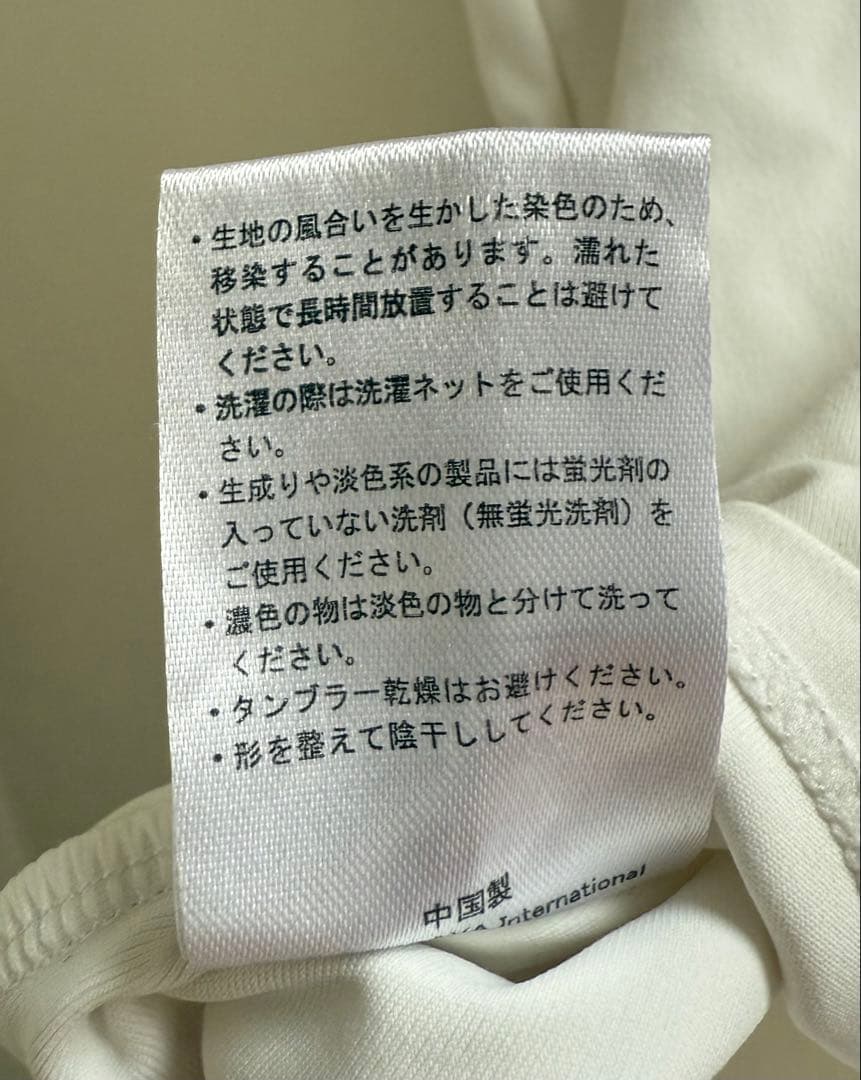 ・生地の風合いを生かした染色のため、
移染することがあります。濡れた
状態で長時間放置することは避けて
ください。
・洗濯の際は洗濯ネットをご使用くだ
さい。
・生成りや淡色系の製品には蛍光剤の
入っていない洗剤（無蛍光洗剤）を
ご使用ください。
・濃色の物は淡色の物と分けて洗って
ください。
・タンブラー乾燥はお避けください。
・形を整えて陰干ししてください。
中国製
International